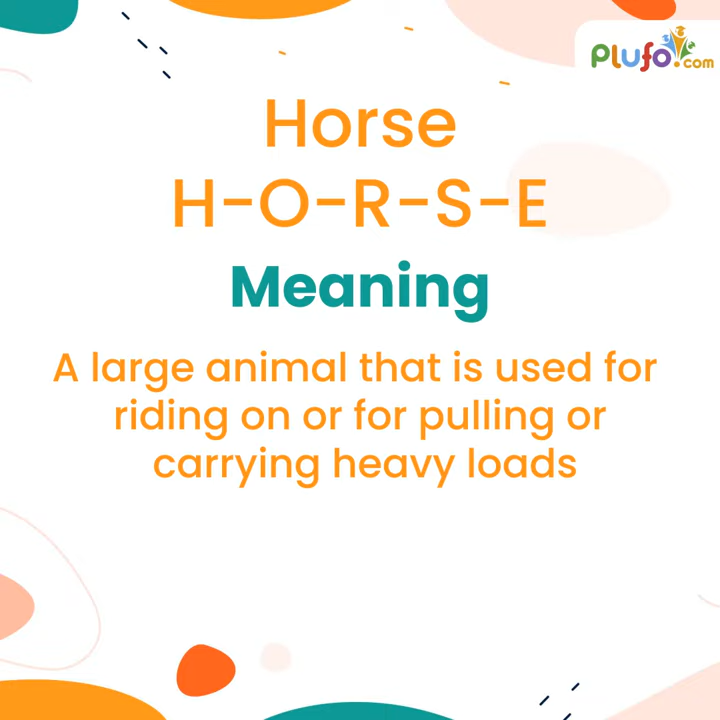 Plufo.com
Horse
H-O-R-S-E
Meaning
A large animal that is used for
riding on or for pulling or
carrying heavy loads